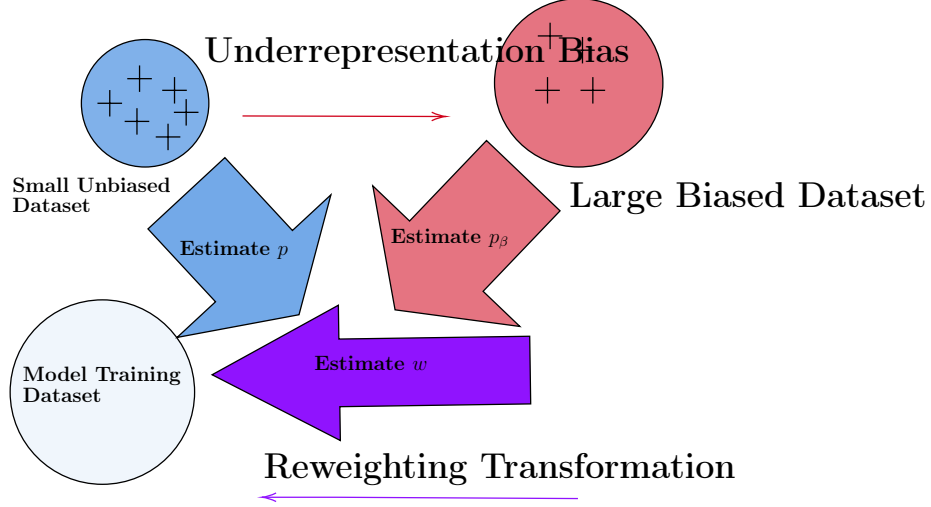 Underrepresentation Bias
Small Unbiased
Dataset
Large Biased Dataset
Estimate p
Estimate p_β
Estimate w
Model Training
Dataset
Reweighting Transformation